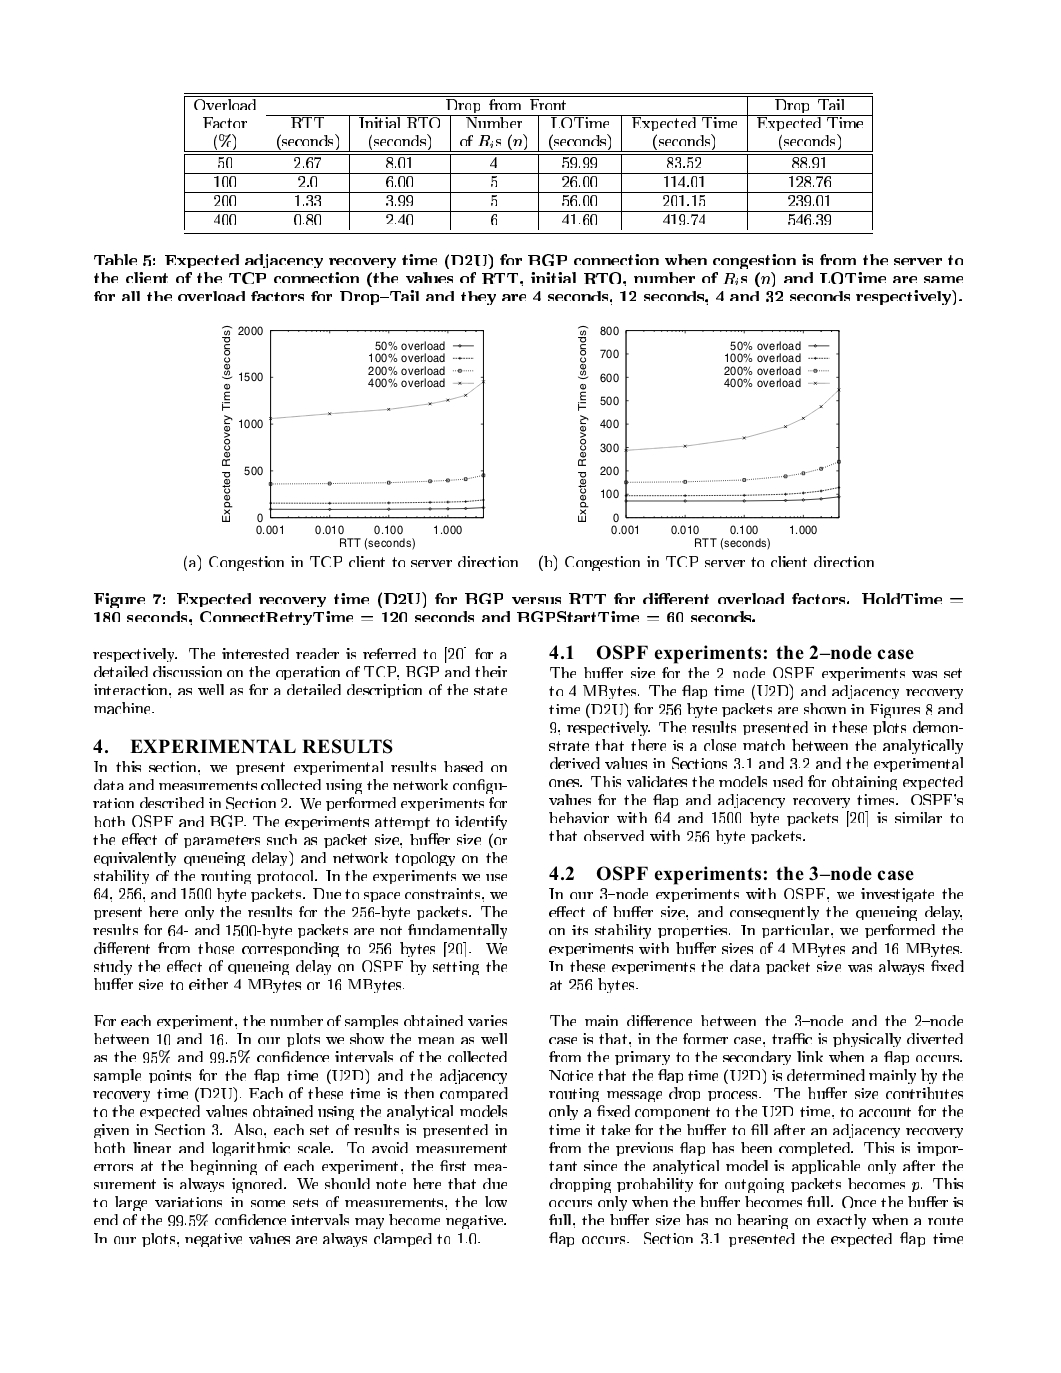 Overload Drop from Front Drop Tail
Factor RTT Initial RTO Number LOTime Expected Time Expected Time
(%) (seconds) (seconds) of Ris (n) (seconds) (seconds) (seconds)
50 2.67 8.01 4 59.99 83.52 88.91
100 2.0 6.00 5 26.00 114.01 128.76
200 1.33 3.99 5 56.00 201.15 239.01
400 0.80 2.40 6 41.60 419.74 546.39
Table 5: Expected adjacency recovery time (D2U) for BGP connection when congestion is from the server to
the client of the TCP connection (the values of RTT, initial RTO, number of Ris (n) and LOTime are same
for all the overload factors for Drop–Tail and they are 4 seconds, 12 seconds, 4 and 32 seconds respectively).
Expected Recovery Time (seconds)
2000
1500
1000
500
0
50% overload
100% overload
200% overload
400% overload
0.001 0.010 0.100 1.000
RTT (seconds)
(a) Congestion in TCP client to server direction
Expected Recovery Time (seconds)
800
700
600
500
400
300
200
100
0
50% overload
100% overload
200% overload
400% overload
0.001 0.010 0.100 1.000
RTT (seconds)
(b) Congestion in TCP server to client direction
Figure 7: Expected recovery time (D2U) for BGP versus RTT for different overload factors. HoldTime =
180 seconds, ConnectRetryTime = 120 seconds and BGPStartTime = 60 seconds.
respectively. The interested reader is referred to [20] for a
detailed discussion on the operation of TCP, BGP and their
interaction, as well as for a detailed description of the state
machine.
4. EXPERIMENTAL RESULTS
In this section, we present experimental results based on
data and measurements collected using the network configu-
ration described in Section 2. We performed experiments for
both OSPF and BGP. The experiments attempt to identify
the effect of parameters such as packet size, buffer size (or
equivalently queueing delay) and network topology on the
stability of the routing protocol. In the experiments we use
64, 256, and 1500 byte packets. Due to space constraints, we
present here only the results for the 256-byte packets. The
results for 64- and 1500-byte packets are not fundamentally
different from those corresponding to 256 bytes [20]. We
study the effect of queueing delay on OSPF by setting the
buffer size to either 4 MBytes or 16 MBytes.
For each experiment, the number of samples obtained varies
between 10 and 16. In our plots we show the mean as well
as the 95% and 99.5% confidence intervals of the collected
sample points for the flap time (U2D) and the adjacency
recovery time (D2U). Each of these time is then compared
to the expected values obtained using the analytical models
given in Section 3. Also, each set of results is presented in
both linear and logarithmic scale. To avoid measurement
errors at the beginning of each experiment, the first mea-
surement is always ignored. We should note here that due
to large variations in some sets of measurements, the low
end of the 99.5% confidence intervals may become negative.
In our plots, negative values are always clamped to 1.0.
4.1 OSPF experiments: the 2–node case
The buffer size for the 2 node OSPF experiments was set
to 4 MBytes. The flap time (U2D) and adjacency recovery
time (D2U) for 256 byte packets are shown in Figures 8 and
9, respectively. The results presented in these plots demon-
strate that there is a close match between the analytically
derived values in Sections 3.1 and 3.2 and the experimental
ones. This validates the models used for obtaining expected
values for the flap and adjacency recovery times. OSPF's
behavior with 64 and 1500 byte packets [20] is similar to
that observed with 256 byte packets.
4.2 OSPF experiments: the 3–node case
In our 3–node experiments with OSPF, we investigate the
effect of buffer size, and consequently the queueing delay,
on its stability properties. In particular, we performed the
experiments with buffer sizes of 4 MBytes and 16 MBytes.
In these experiments the data packet size was always fixed
at 256 bytes.
The main difference between the 3–node and the 2–node
case is that, in the former case, traffic is physically diverted
from the primary to the secondary link when a flap occurs.
Notice that the flap time (U2D) is determined mainly by the
routing message drop process. The buffer size contributes
only a fixed component to the U2D time, to account for the
time it take for the buffer to fill after an adjacency recovery
from the previous flap has been completed. This is impor-
tant since the analytical model is applicable only after the
dropping probability for outgoing packets becomes p. This
occurs only when the buffer becomes full. Once the buffer is
full, the buffer size has no bearing on exactly when a route
flap occurs. Section 3.1 presented the expected flap time